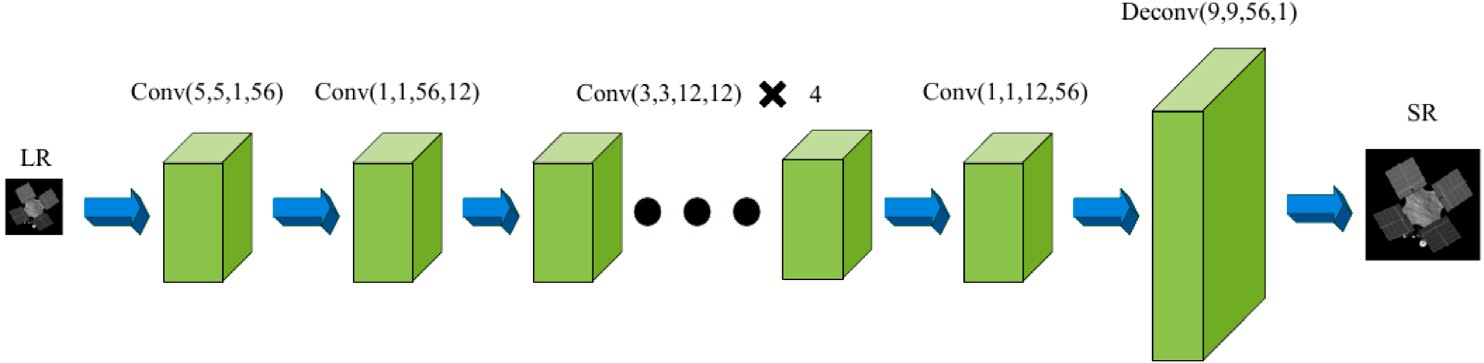 Deconv(9,9,56,1)
Conv(5,5,1,56)
Conv(1,1,56,12)
Conv(3,3,12,12) ✖ 4
Conv(1,1,12,56)
SR
LR